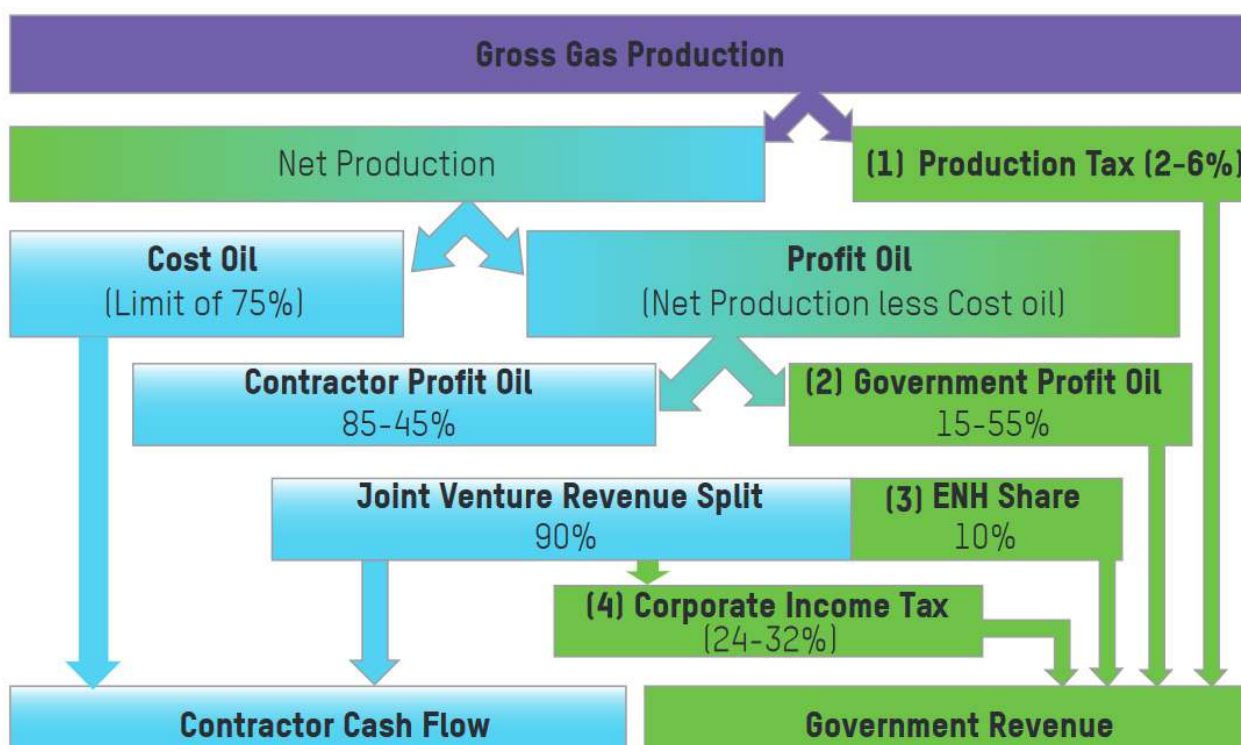 Gross Gas Production
Net Production
(1) Production Tax (2-6%)
Cost Oil
(Limit of 75%)
Profit Oil
(Net Production less Cost oil)
Contractor Profit Oil
85-45%
(2) Government Profit Oil
15-55%
Joint Venture Revenue Split
90%
(3) ENH Share
10%
(4) Corporate Income Tax
(24-32%)
Contractor Cash Flow
Government Revenue